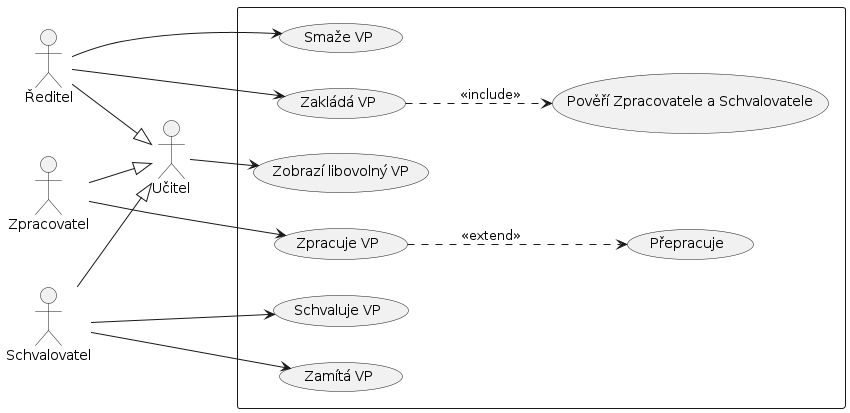 Smaže VP
Ředitel
Zakládá VP
«include»
Pověří Zpracovatele a Schvalovatele
Učitel
Zobrazí libovolný VP
Zpracovatel
Zpracuje VP
«extend»
Přepracuje
Schvaluje VP
Schvalovatel
Zamítá VP